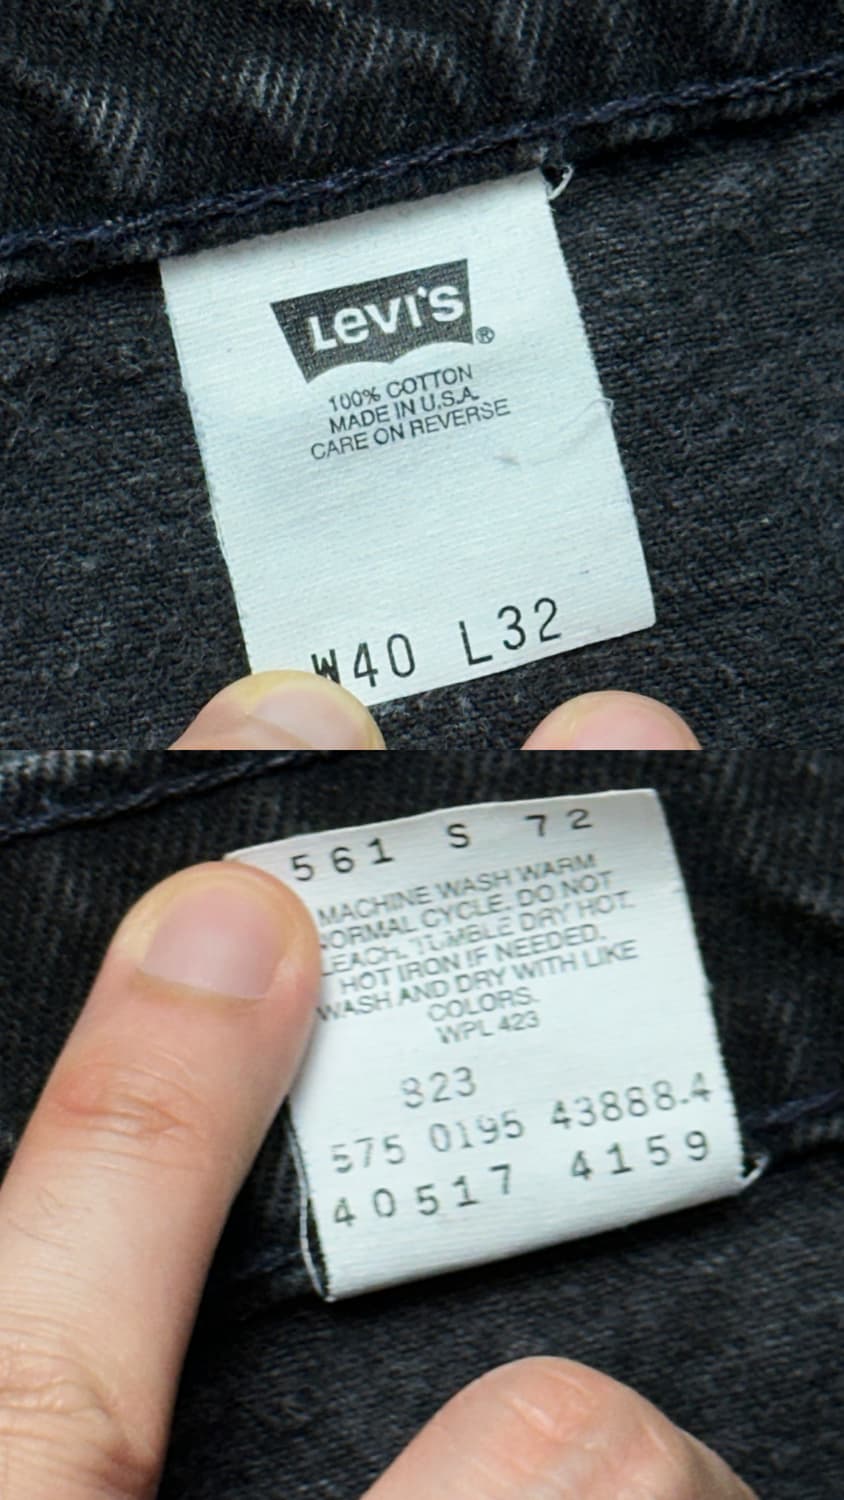 Levi's®
100% COTTON
MADE IN U.S.A.
CARE ON REVERSE
W40 L32
561 S 72
MACHINE WASH WARM
ORMAL CYCLE. DO NOT
LEACH. TUMBLE DRY HOT.
HOT IRON IF NEEDED.
WASH AND DRY WITH LIKE
COLORS.
WPL 423
823
575 0195 43888.4
40517 4159